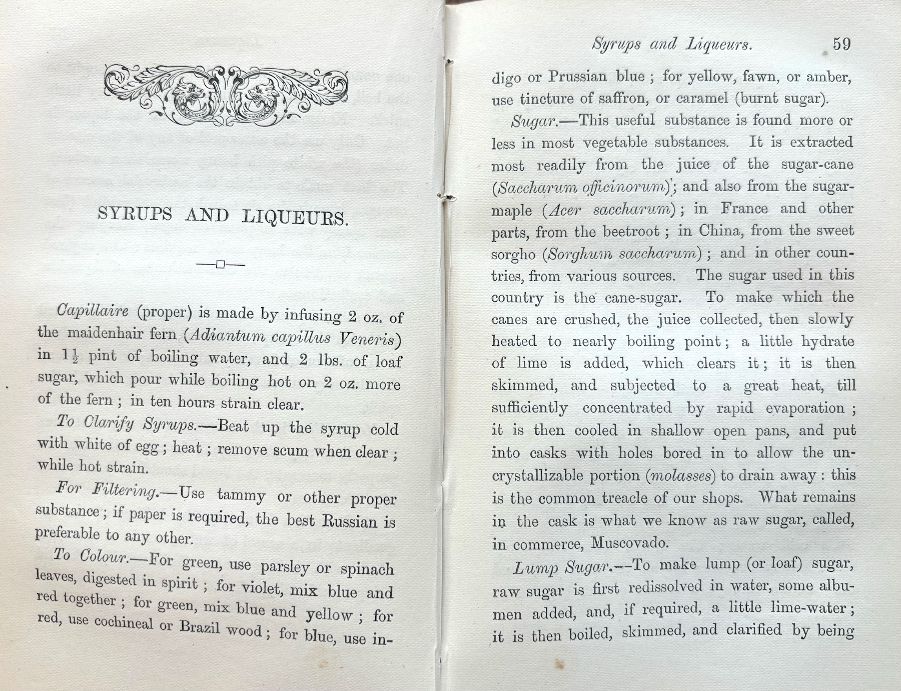 SYRUPS AND LIQUEURS.
Capillaire (proper) is made by infusing 2 oz. of
the maidenhair fern (Adiantum capillus Veneris)
in 1½ pint of boiling water, and 2 lbs. of loaf
sugar, which pour while boiling hot on 2 oz. more
of the fern; in ten hours strain clear.
To Clarify Syrups.—Beat up the syrup cold
with white of egg; heat; remove scum when clear;
while hot strain.
For Filtering.—Use tammy or other proper
substance; if paper is required, the best Russian is
preferable to any other.
To Colour.—For green, use parsley or spinach
leaves, digested in spirit; for violet, mix blue and
red together; for green, mix blue and yellow; for
red, use cochineal or Brazil wood; for blue, use in-
Syrups and Liqueurs. 59
digo or Prussian blue; for yellow, fawn, or amber,
use tincture of saffron, or caramel (burnt sugar).
Sugar.—This useful substance is found more or
less in most vegetable substances. It is extracted
most readily from the juice of the sugar-cane
(Saccharum officinorum); and also from the sugar-
maple (Acer saccharum); in France and other
parts, from the beetroot; in China, from the sweet
sorgho (Sorghum saccharum); and in other coun-
tries, from various sources. The sugar used in this
country is the cane-sugar. To make which the
canes are crushed, the juice collected, then slowly
heated to nearly boiling point; a little hydrate
of lime is added, which clears it; it is then
skimmed, and subjected to a great heat, till
sufficiently concentrated by rapid evaporation;
it is then cooled in shallow open pans, and put
into casks with holes bored in to allow the un-
crystallizable portion (molasses) to drain away: this
is the common treacle of our shops. What remains
in the cask is what we know as raw sugar, called,
in commerce, Muscovado.
Lump Sugar.—To make lump (or loaf) sugar,
raw sugar is first redissolved in water, some albu-
men added, and, if required, a little lime-water;
it is then boiled, skimmed, and clarified by being